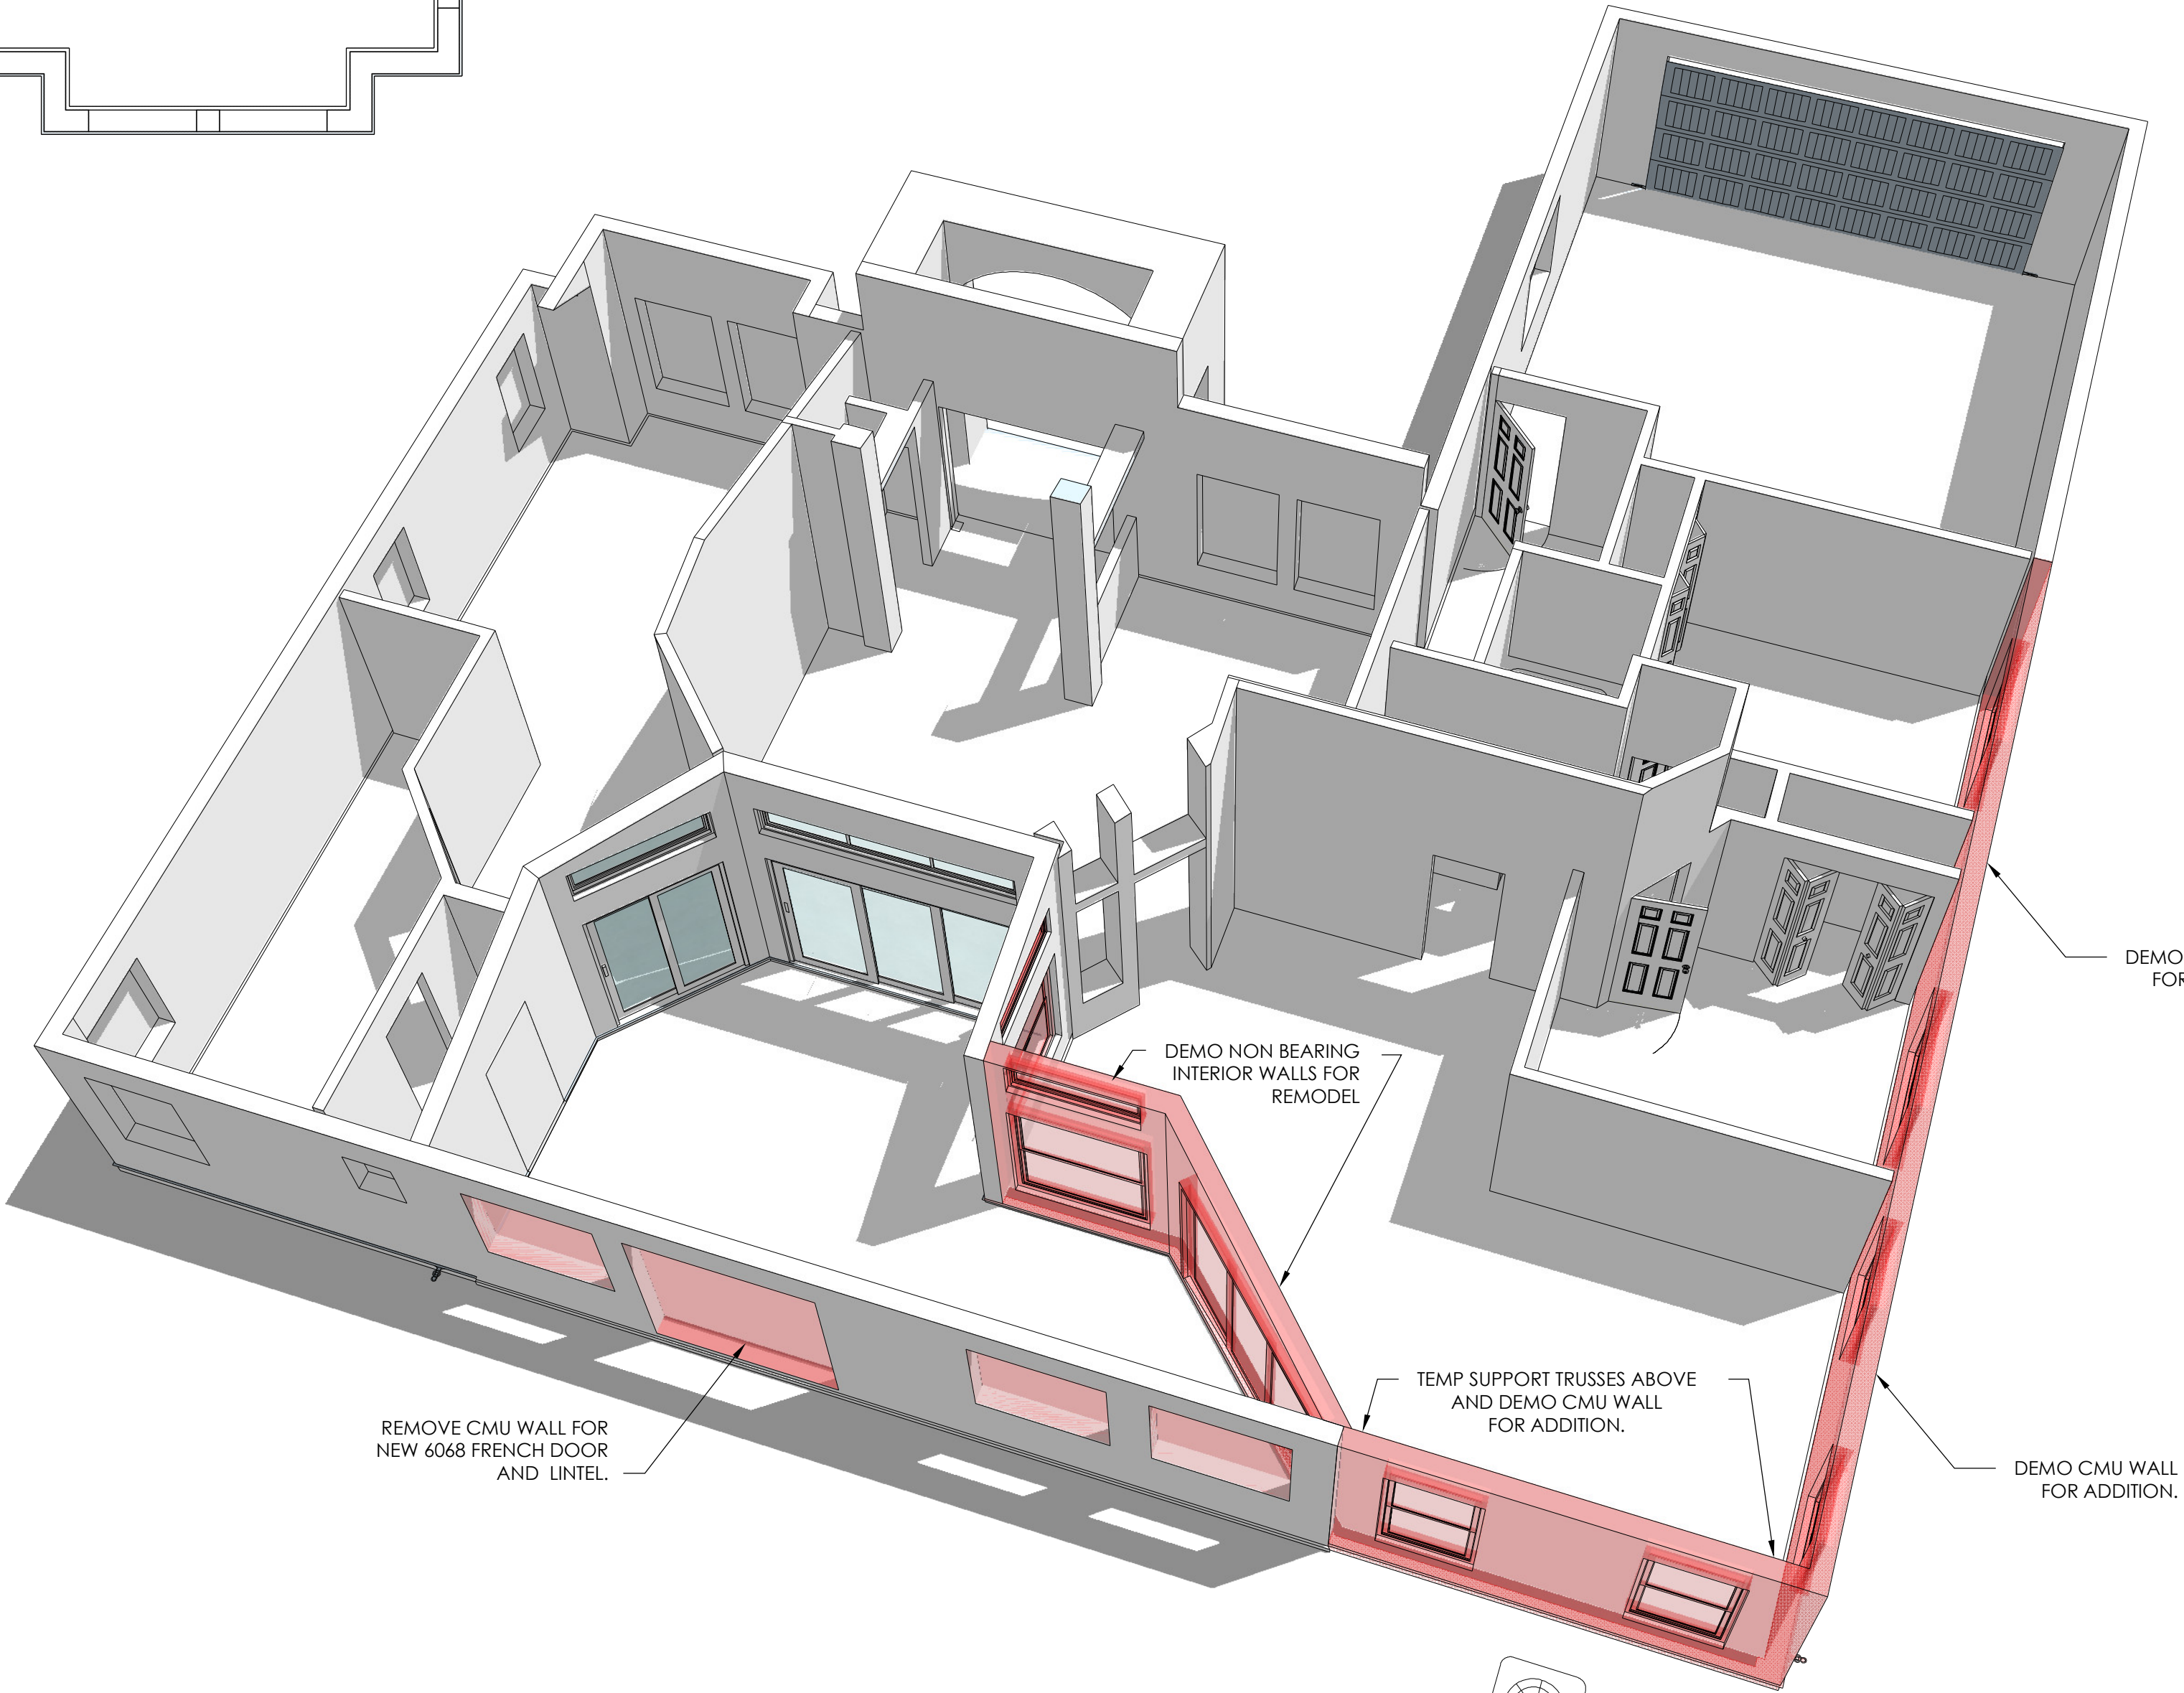 DEMO
FOR
DEMO NON BEARING
INTERIOR WALLS FOR
REMODEL
TEMP SUPPORT TRUSSES ABOVE
AND DEMO CMU WALL
FOR ADDITION.
REMOVE CMU WALL FOR
NEW 6068 FRENCH DOOR
AND LINTEL.
DEMO CMU WALL
FOR ADDITION.